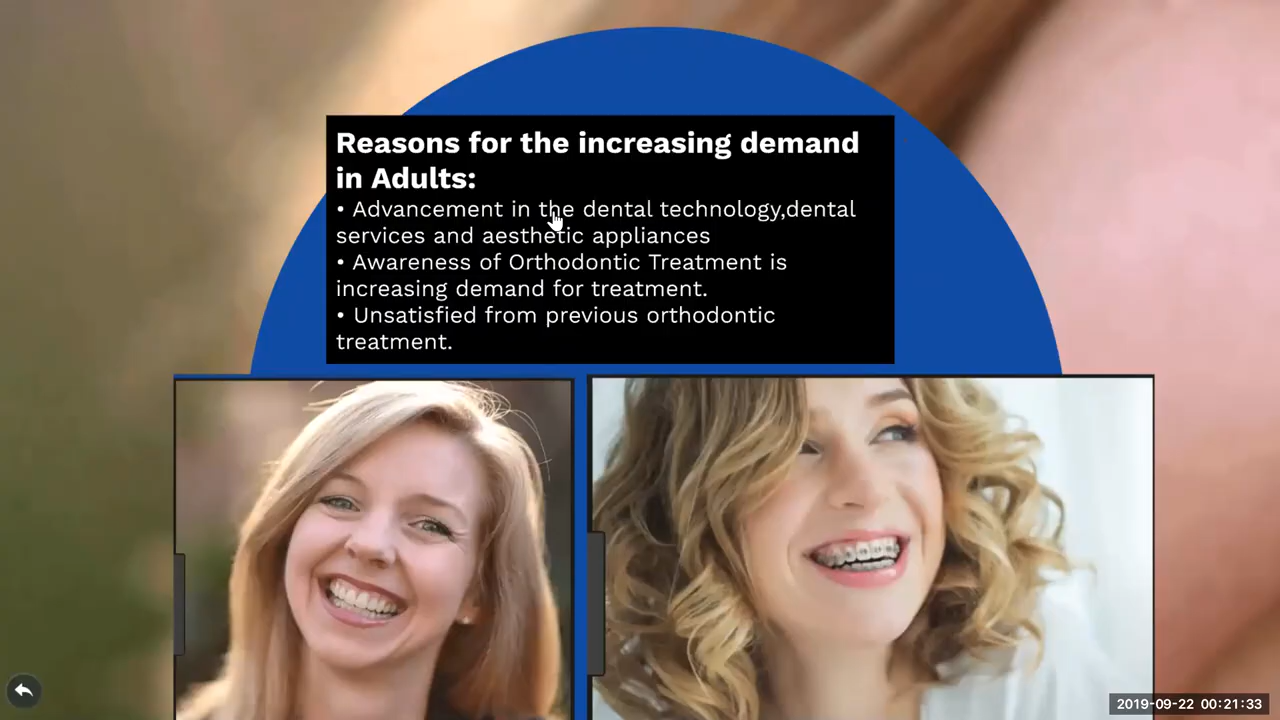 Reasons for the increasing demand
in Adults:
• Advancement in the dental technology,dental
services and aesthetic appliances
• Awareness of Orthodontic Treatment is
increasing demand for treatment.
• Unsatisfied from previous orthodontic
treatment.
2019-09-22 00:21:33